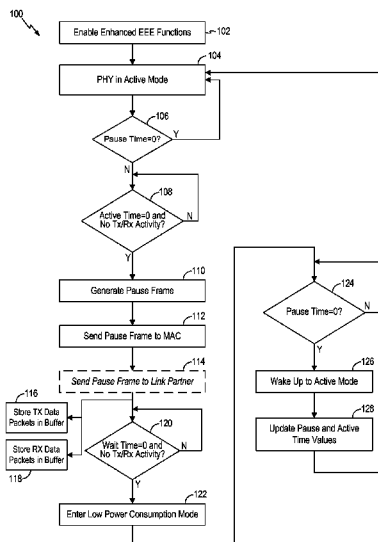 100
Enable Enhanced EEE Functions
102
104
PHY in Active Mode
106
Pause Time=0?
Y
N
108
Active Time=0 and
No Tx/Rx Activity?
N
Y
110
Generate Pause Frame
112
Send Pause Frame to MAC
114
Send Pause Frame to Link Partner
116
Store TX Data
Packets in Buffer
Store RX Data
Packets in Buffer
118
120
Wait Time=0 and
No Tx/Rx Activity?
N
Y
122
Enter Low Power Consumption Mode
124
Pause Time=0?
N
Y
126
Wake Up to Active Mode
128
Update Pause and Active
Time Values